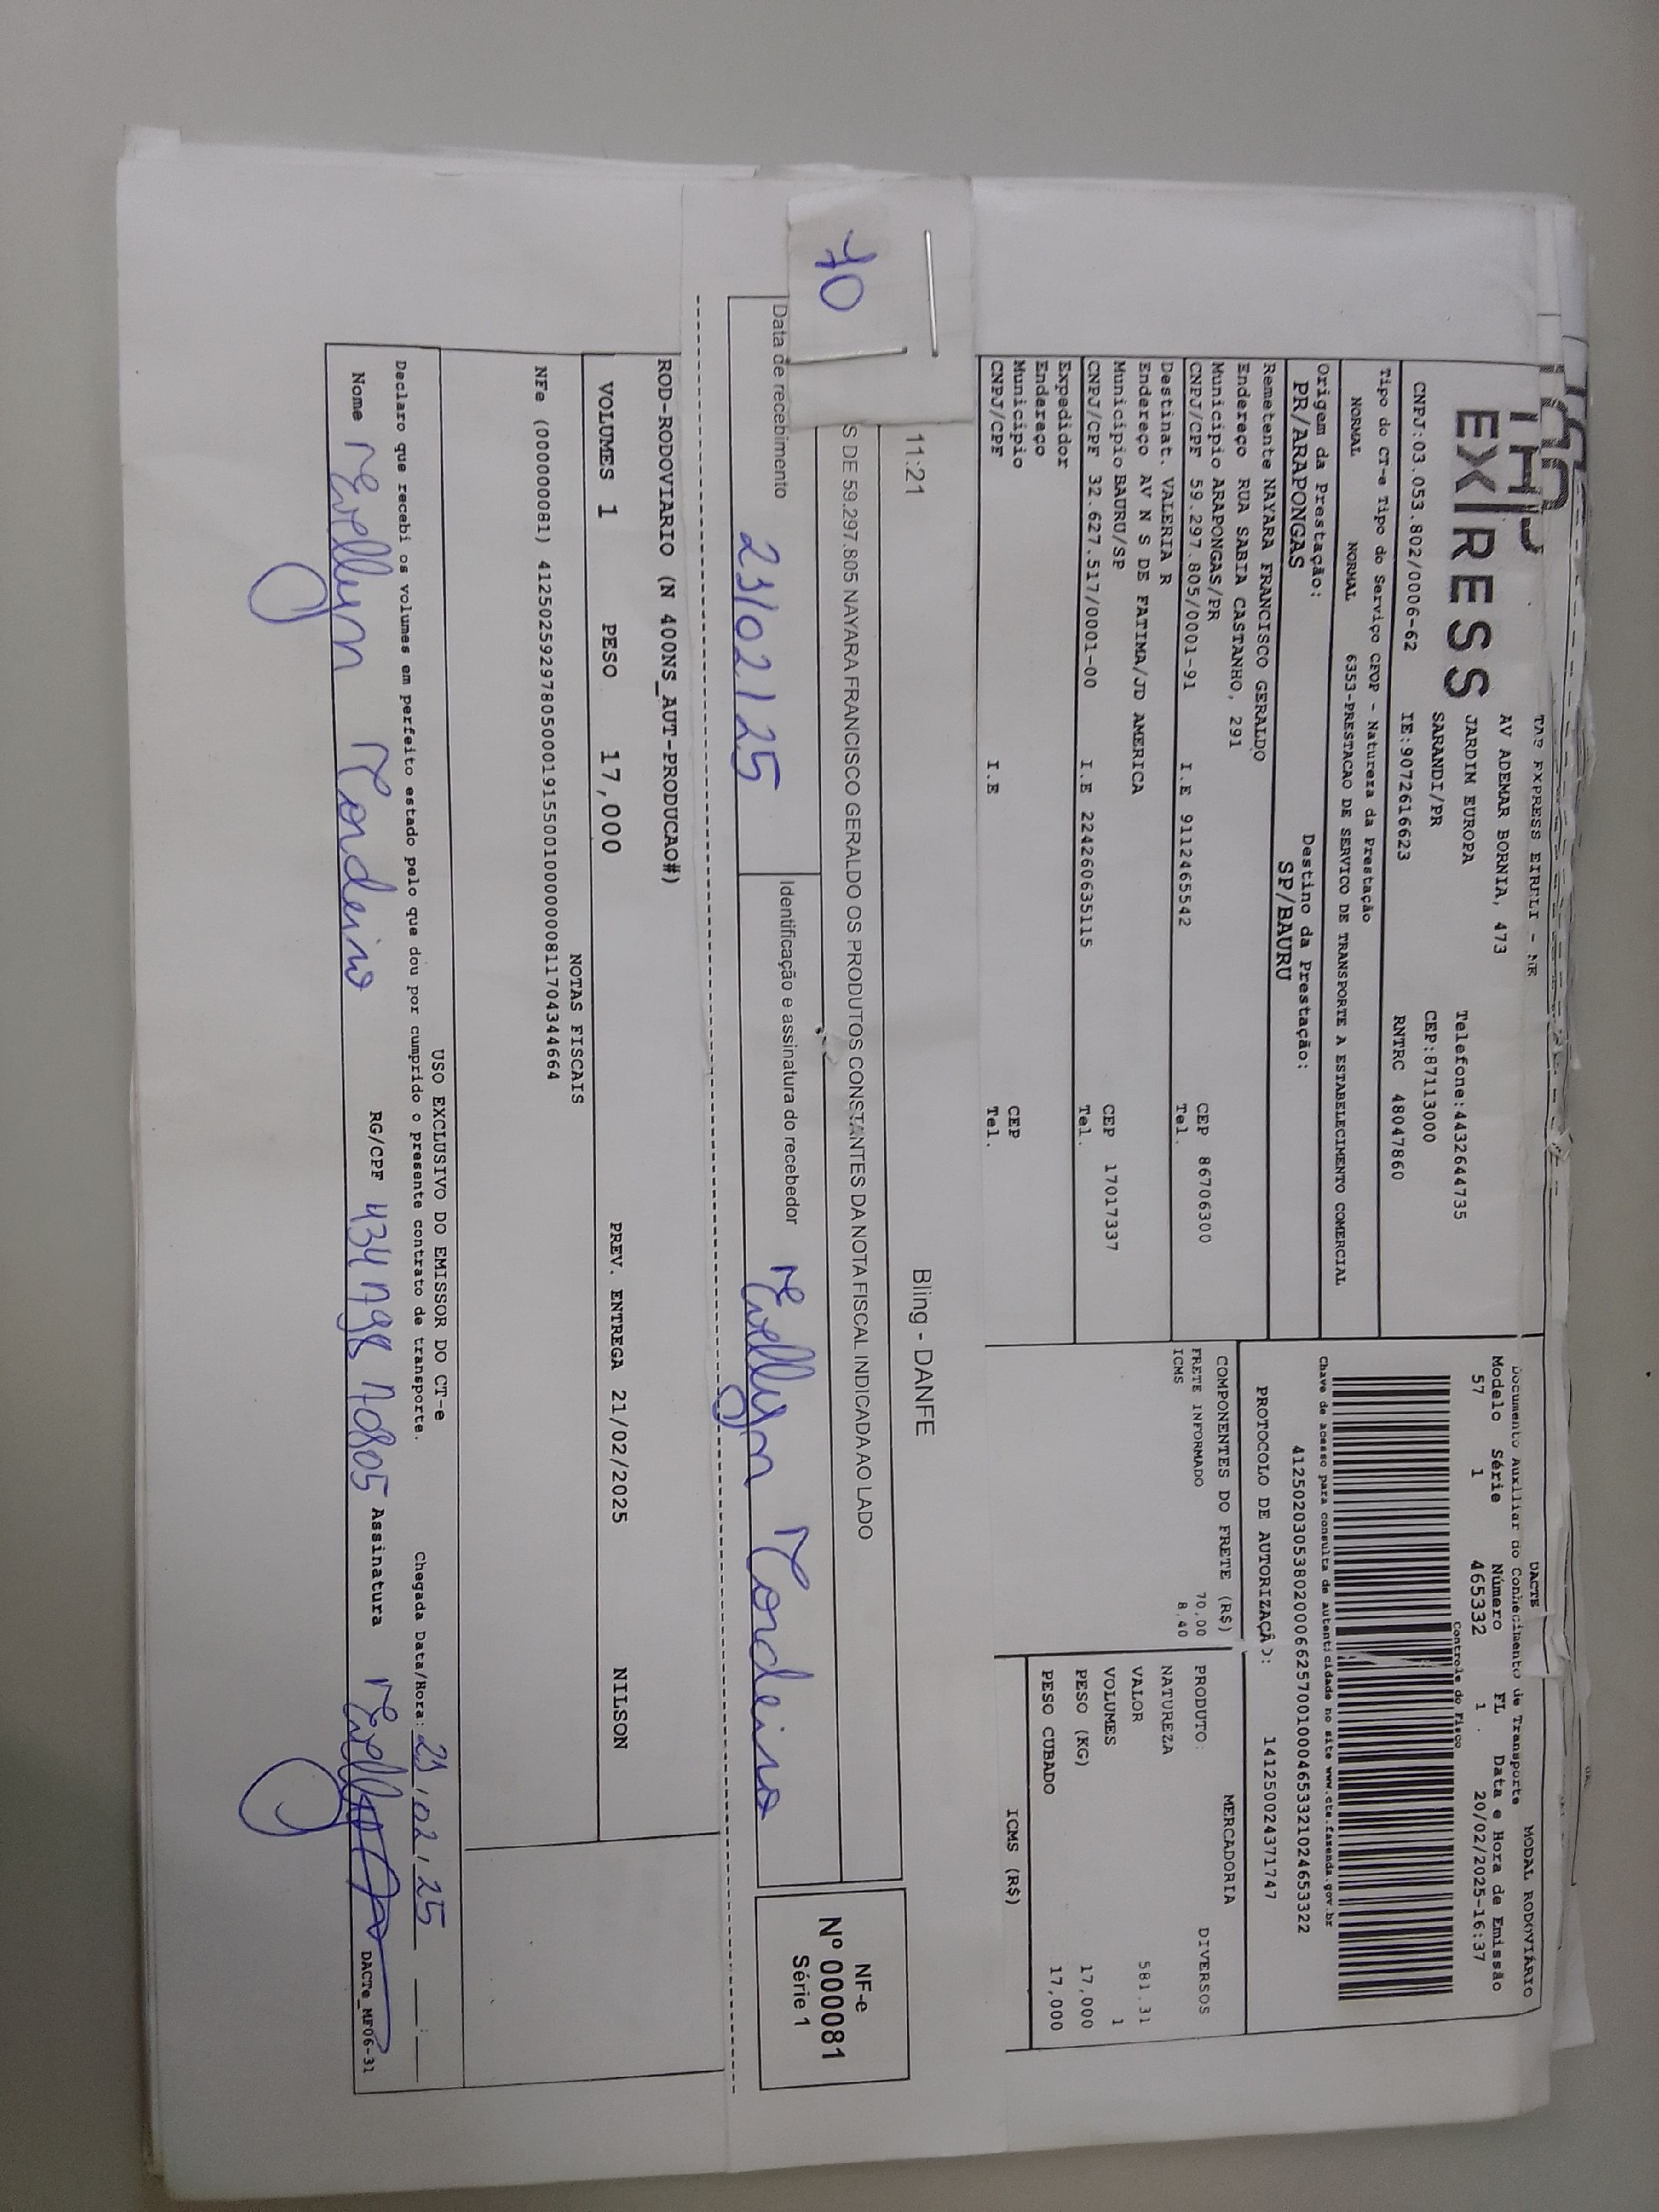 TAP EXPRESS EIRELI - ME
EXPRESS
AV ADEMAR BORNIA, 473
JARDIM EUROPA
Telefone:4432644735
SARANDI/PR
CEP:87113000
CNPJ:03.053.802/0006-62
IE:9072616623
RNTRC 48047860
Tipo do CT-e Tipo do Serviço CFOP - Natureza da Prestação
NORMAL NORMAL 6353-PRESTACAO DE SERVICO DE TRANSPORTE A ESTABELECIMENTO COMERCIAL
Origem da Prestação: Destino da Prestação:
PR/ARAPONGAS SP/BAURU
Remetente NAYARA FRANCISCO GERALDO
Endereço RUA SABIA CASTANHO, 291
Município ARAPONGAS/PR CEP 86706300
CNPJ/CPF 59.297.805/0001-91 I.E 9112465542 Tel.
Destinat. VALERIA R
Endereço AV N S DE FATIMA/JD AMERICA
Município BAURU/SP CEP 17017337
CNPJ/CPF 32.627.517/0001-00 I.E 224260635115 Tel.
Expedidor
Endereço
Município CEP
CNPJ/CPF I.E Tel.
DACTE MODAL RODOVIÁRIO
Documento Auxiliar do Conhecimento de Transporte
Modelo Série Número FL Data e Hora de Emissão
57 1 465332 1 20/02/2025-16:37
Controle do Fisco
Chave de acesso para consulta de autenticidade no site www.cte.fazenda.gov.br
41250203053802000662570010004653321024653322
PROTOCOLO DE AUTORIZAÇÃO: 141250024371747
COMPONENTES DO FRETE (R$)
FRETE INFORMADO 70,00
ICMS 8,40
MERCADORIA
PRODUTO: DIVERSOS
NATUREZA
VALOR 581.31
VOLUMES 1
PESO (KG) 17,000
PESO CUBADO 17,000
ICMS (R$)
11:21 Bling - DANFE
S DE 59.297.805 NAYARA FRANCISCO GERALDO OS PRODUTOS CONSTANTES DA NOTA FISCAL INDICADA AO LADO
70
Data de recebimento 21/02/25
Identificação e assinatura do recebedor Evellyn Cordeiro
NF-e
Nº 000081
Série 1
ROD-RODOVIARIO (N 400NS_AUT-PRODUCAO#)
VOLUMES 1 PESO 17,000 PREV. ENTREGA 21/02/2025 NILSON
NOTAS FISCAIS
NFe (00000081) 41250259297805000191550010000000811704344664
USO EXCLUSIVO DO EMISSOR DO CT-e
Declaro que recebi os volumes em perfeito estado pelo que dou por cumprido o presente contrato de transporte. Chegada Data/Hora: 21/02/25
Nome Evellyn Cordeiro RG/CPF Assinatura DACTe_MF06-31